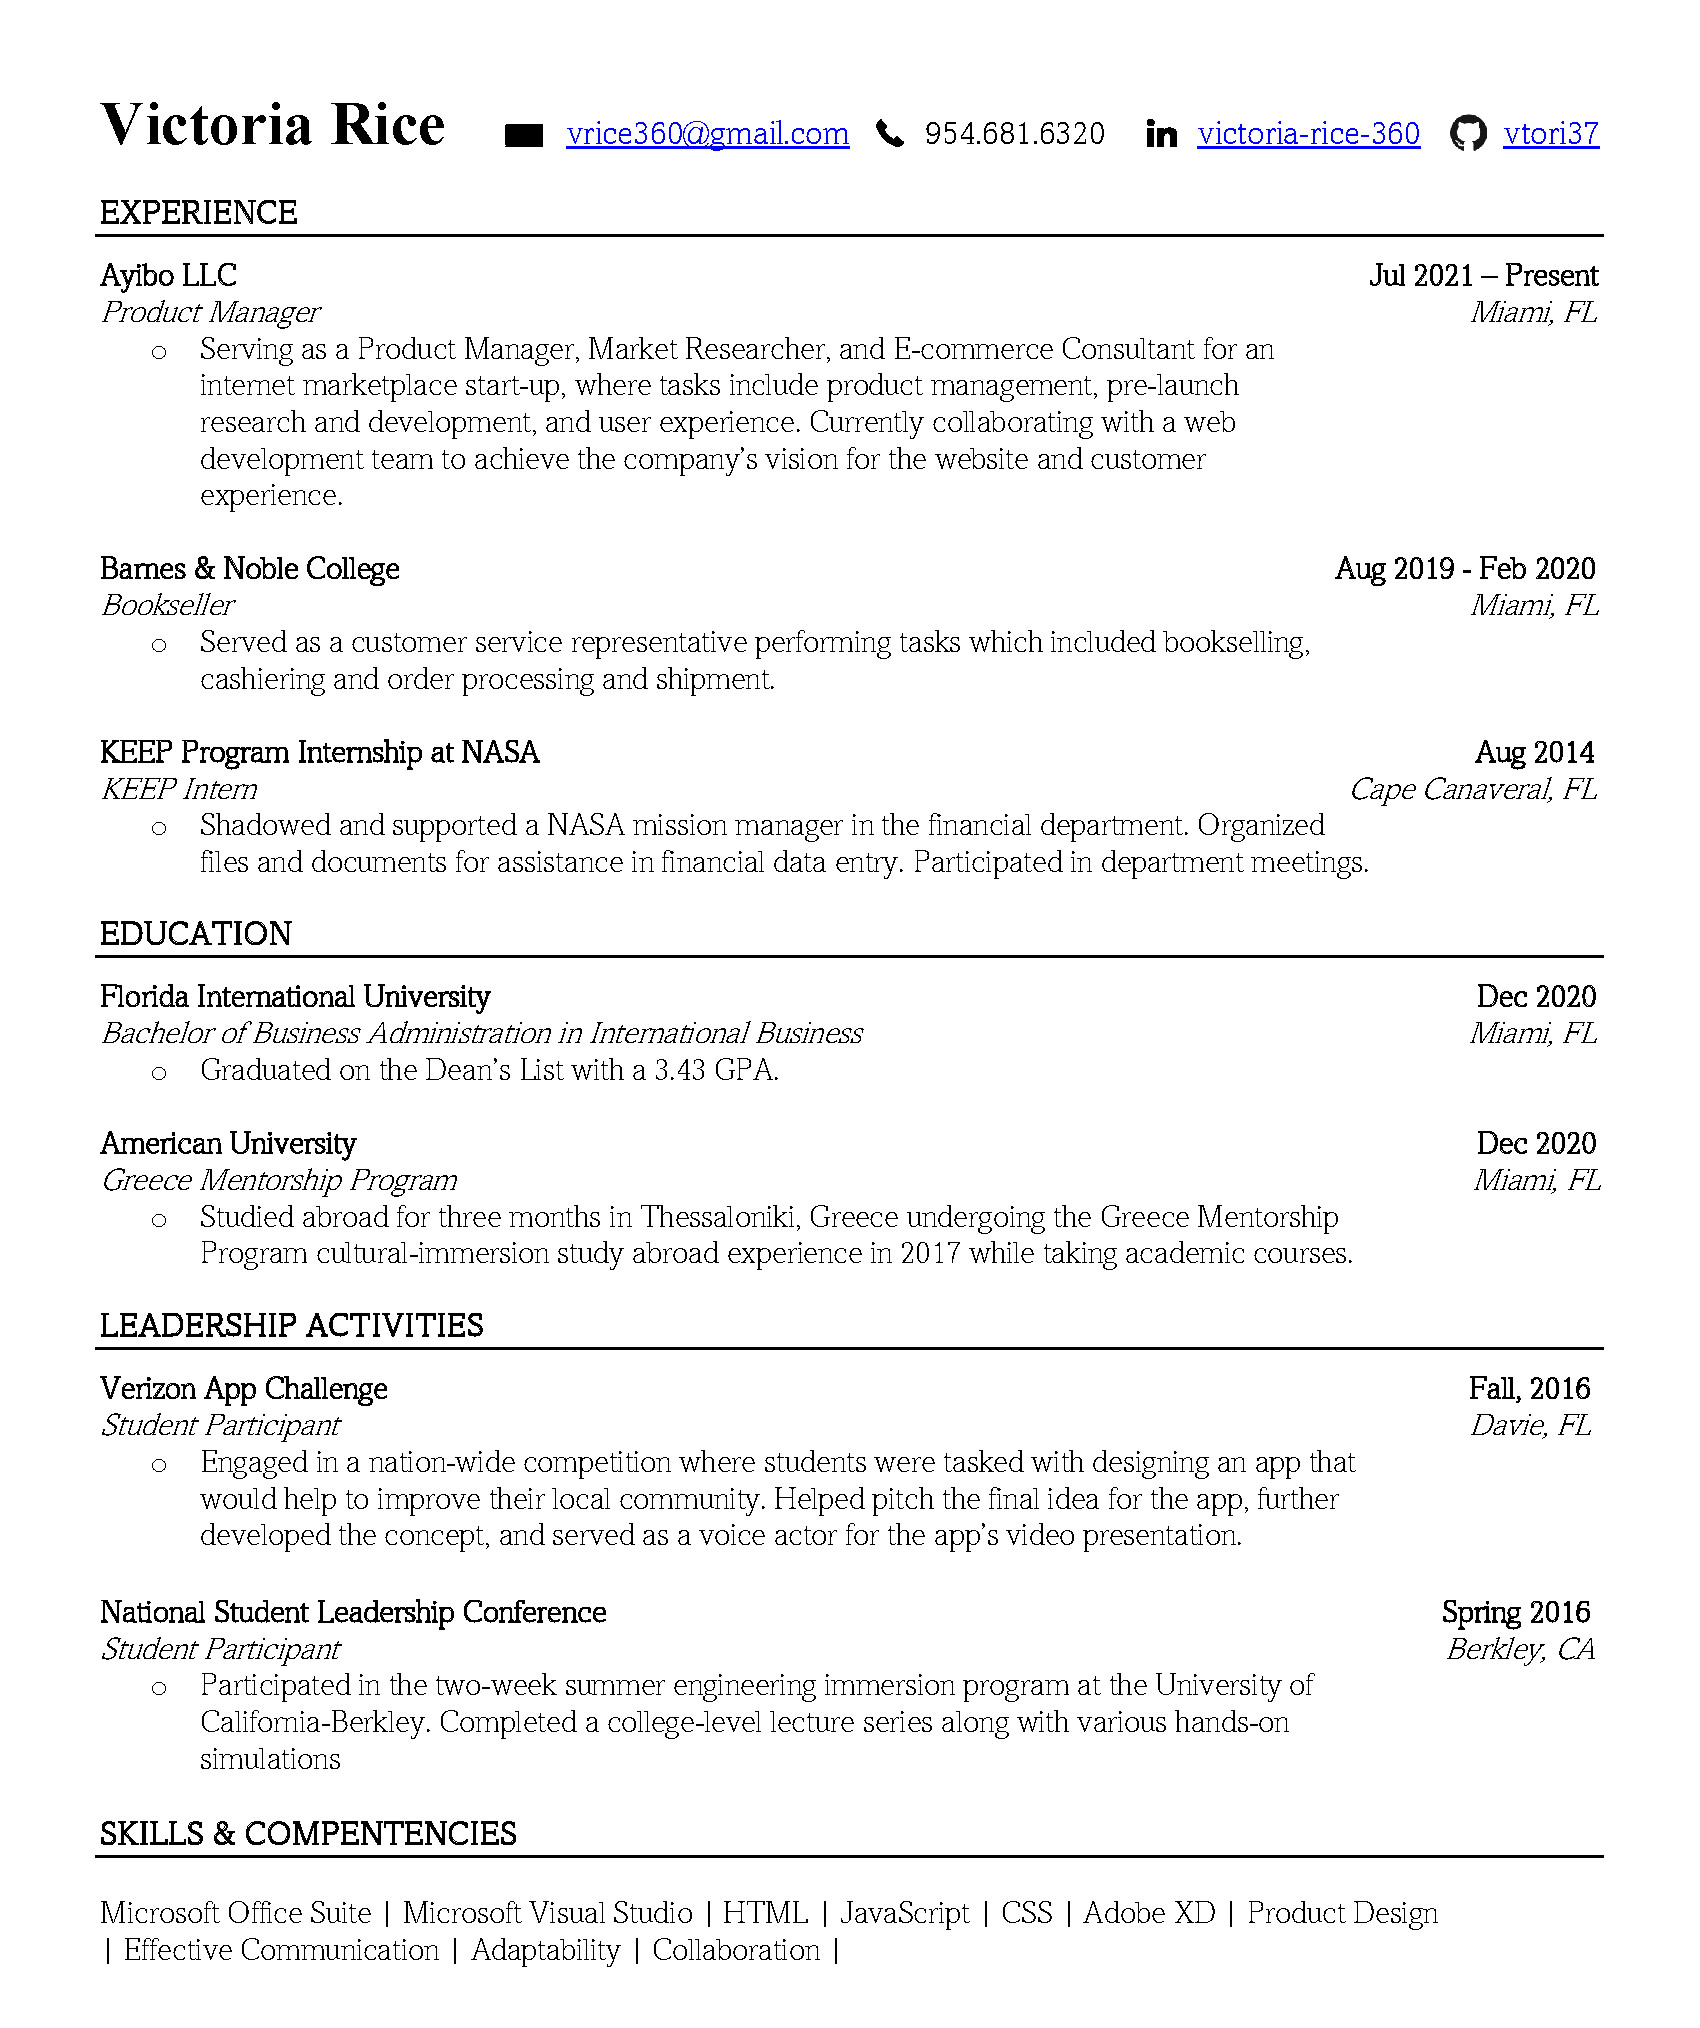 Victoria Rice vrice360@gmail.com 954.681.6320 victoria-rice-360 vtori37
EXPERIENCE
Ayibo LLC Jul 2021 – Present
Product Manager Miami, FL
o Serving as a Product Manager, Market Researcher, and E-commerce Consultant for an
internet marketplace start-up, where tasks include product management, pre-launch
research and development, and user experience. Currently collaborating with a web
development team to achieve the company’s vision for the website and customer
experience.
Barnes & Noble College Aug 2019 - Feb 2020
Bookseller Miami, FL
o Served as a customer service representative performing tasks which included bookselling,
cashiering and order processing and shipment.
KEEP Program Internship at NASA Aug 2014
KEEP Intern Cape Canaveral, FL
o Shadowed and supported a NASA mission manager in the financial department. Organized
files and documents for assistance in financial data entry. Participated in department meetings.
EDUCATION
Florida International University Dec 2020
Bachelor of Business Administration in International Business Miami, FL
o Graduated on the Dean’s List with a 3.43 GPA.
American University Dec 2020
Greece Mentorship Program Miami, FL
o Studied abroad for three months in Thessaloniki, Greece undergoing the Greece Mentorship
Program cultural-immersion study abroad experience in 2017 while taking academic courses.
LEADERSHIP ACTIVITIES
Verizon App Challenge Fall, 2016
Student Participant Davie, FL
o Engaged in a nation-wide competition where students were tasked with designing an app that
would help to improve their local community. Helped pitch the final idea for the app, further
developed the concept, and served as a voice actor for the app’s video presentation.
National Student Leadership Conference Spring 2016
Student Participant Berkley, CA
o Participated in the two-week summer engineering immersion program at the University of
California-Berkley. Completed a college-level lecture series along with various hands-on
simulations
SKILLS & COMPENTENCIES
Microsoft Office Suite | Microsoft Visual Studio | HTML | JavaScript | CSS | Adobe XD | Product Design
| Effective Communication | Adaptability | Collaboration |